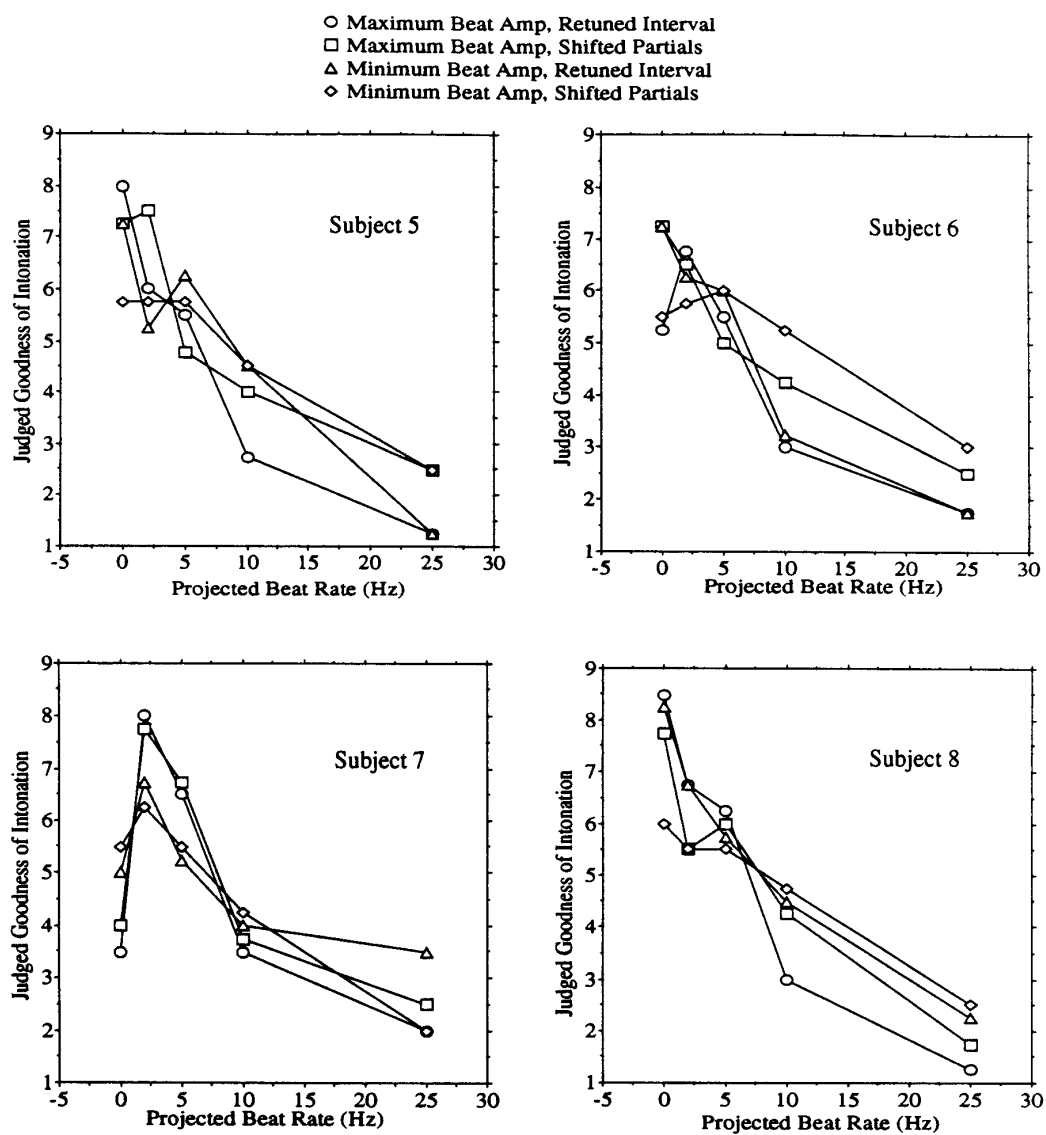 Maximum Beat Amp, Retuned Interval
Maximum Beat Amp, Shifted Partials
Minimum Beat Amp, Retuned Interval
Minimum Beat Amp, Shifted Partials
9
8
7
6
5
4
3
2
1
Judged Goodness of Intonation
Subject 5
-5 0 5 10 15 20 25 30
Projected Beat Rate (Hz)
9
8
7
6
5
4
3
2
1
Judged Goodness of Intonation
Subject 6
-5 0 5 10 15 20 25 30
Projected Beat Rate (Hz)
9
8
7
6
5
4
3
2
1
Judged Goodness of Intonation
Subject 7
-5 0 5 10 15 20 25 30
Projected Beat Rate (Hz)
9
8
7
6
5
4
3
2
1
Judged Goodness of Intonation
Subject 8
-5 0 5 10 15 20 25 30
Projected Beat Rate (Hz)